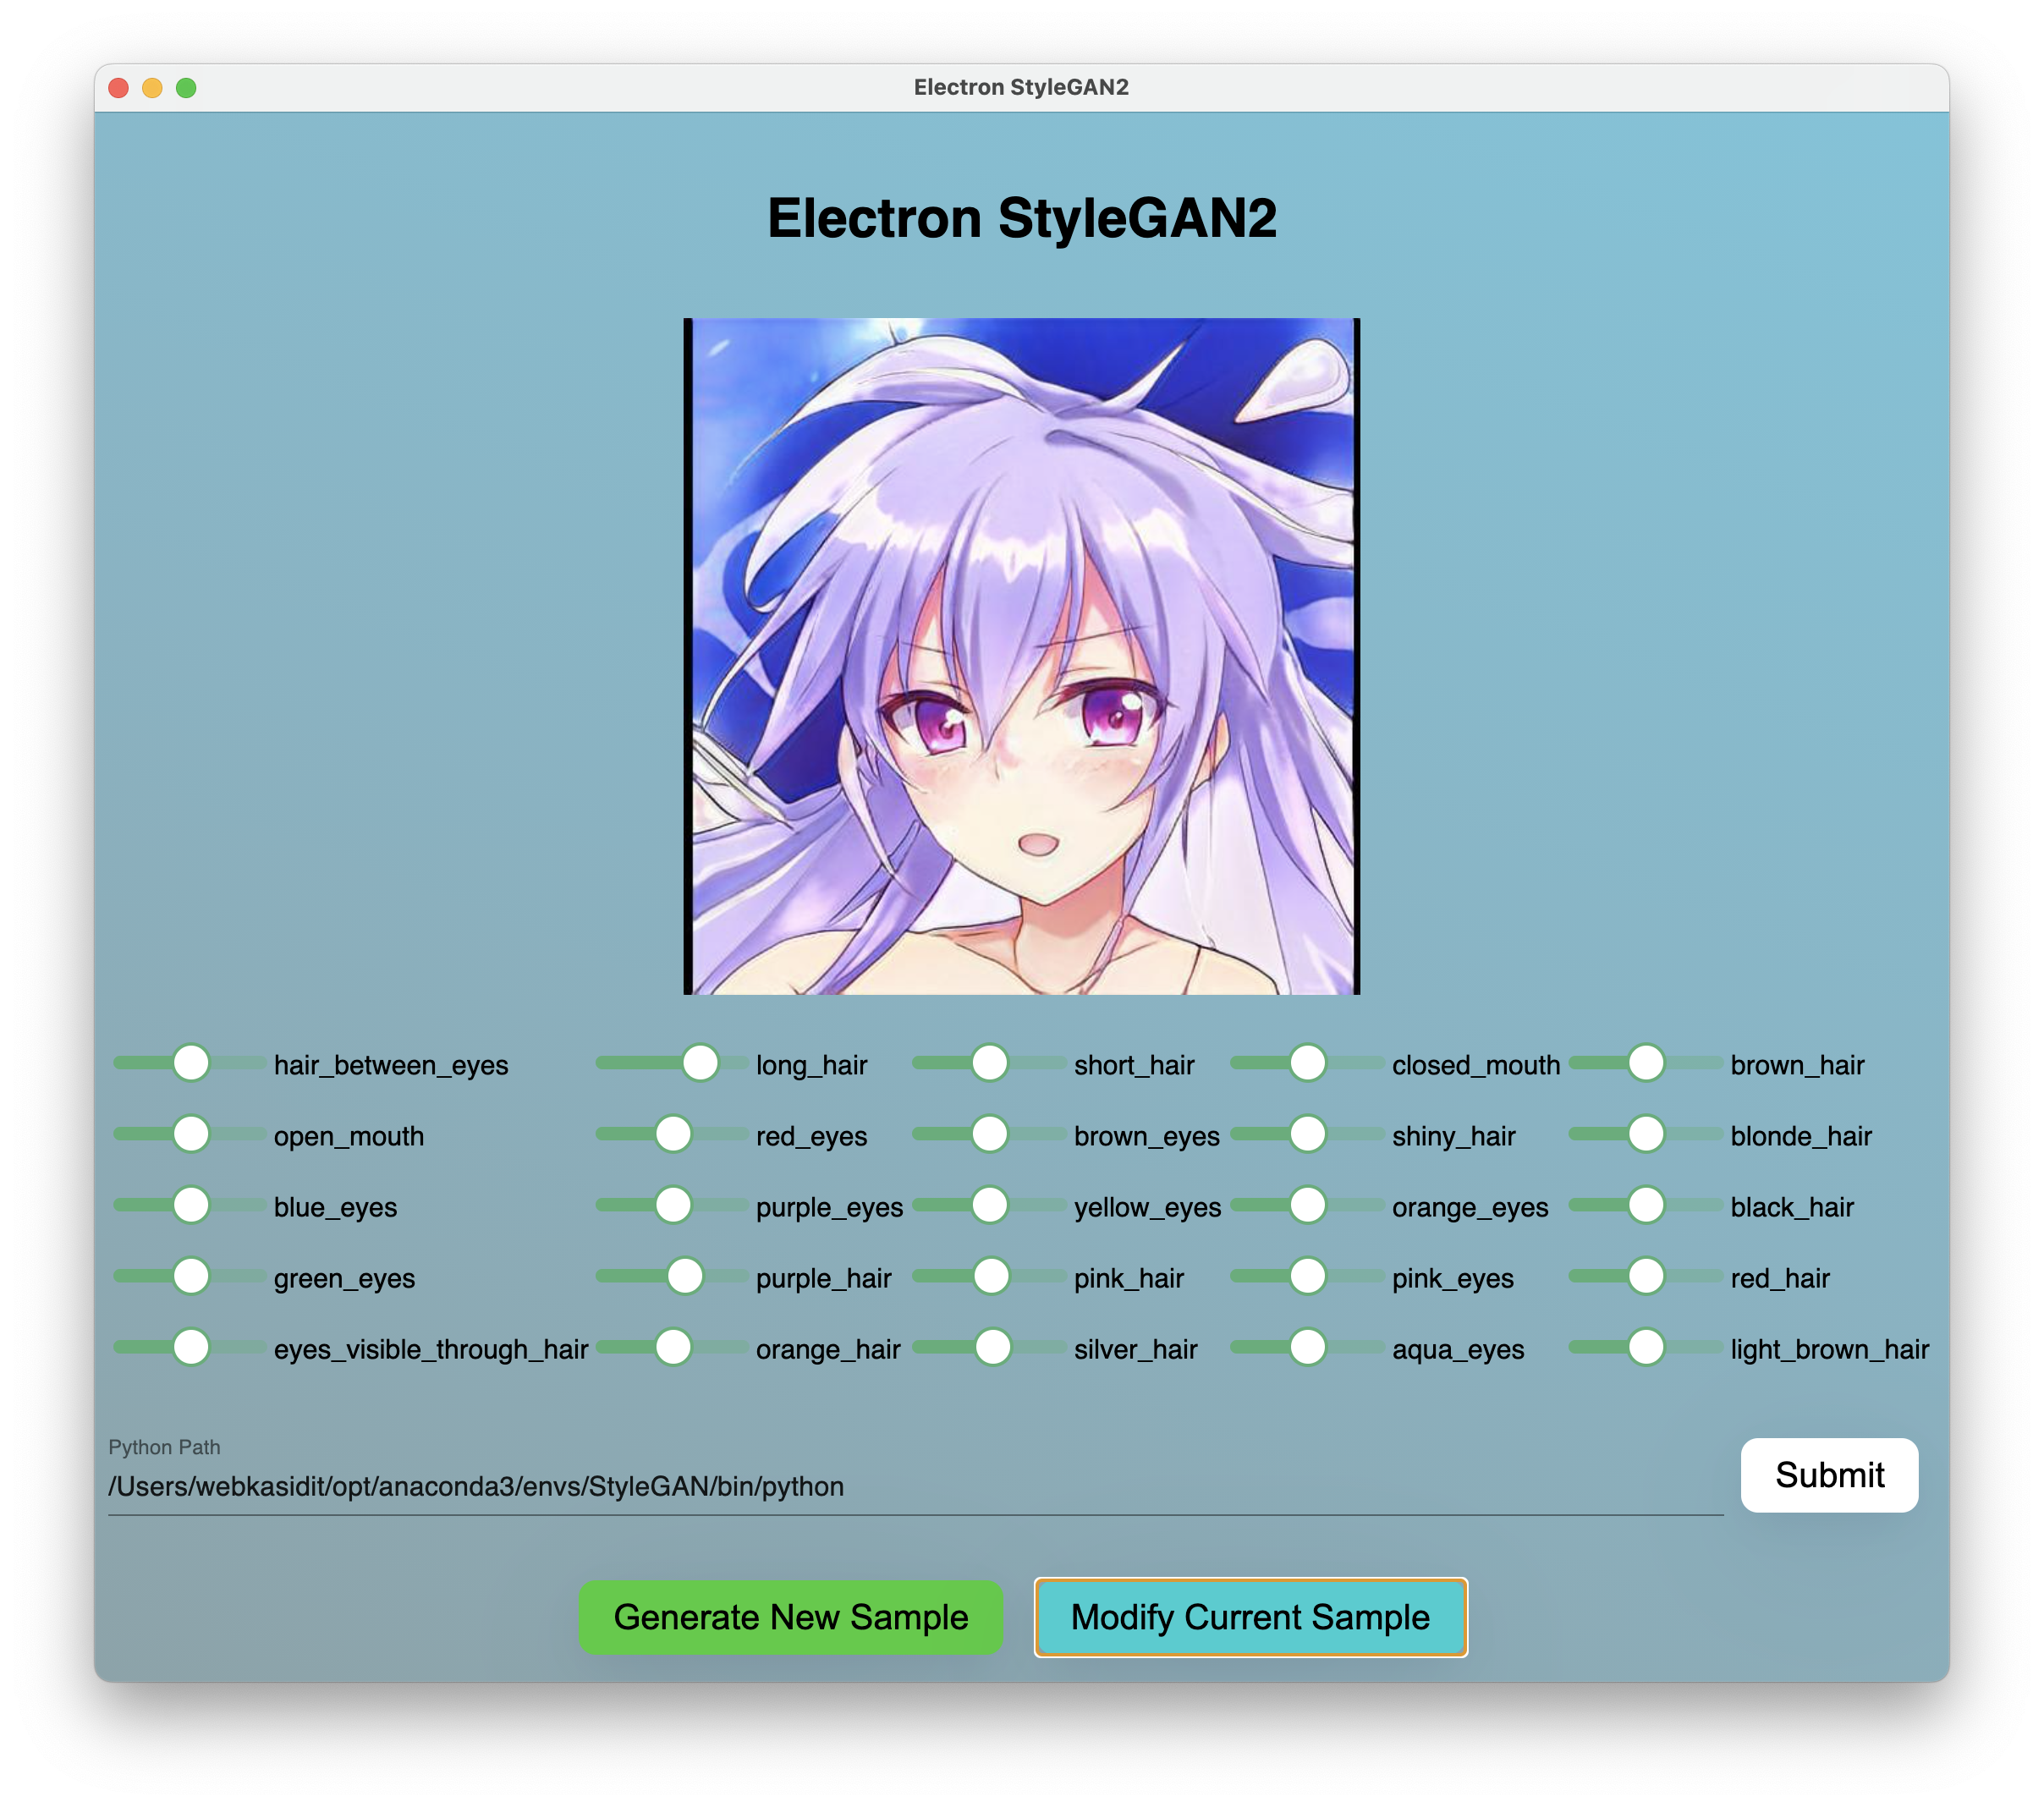 Electron StyleGAN2
Electron StyleGAN2
hair_between_eyes long_hair short_hair closed_mouth brown_hair
open_mouth red_eyes brown_eyes shiny_hair blonde_hair
blue_eyes purple_eyes yellow_eyes orange_eyes black_hair
green_eyes purple_hair pink_hair pink_eyes red_hair
eyes_visible_through_hair orange_hair silver_hair aqua_eyes light_brown_hair
Python Path
/Users/webkasidit/opt/anaconda3/envs/StyleGAN/bin/python
Submit
Generate New Sample Modify Current Sample